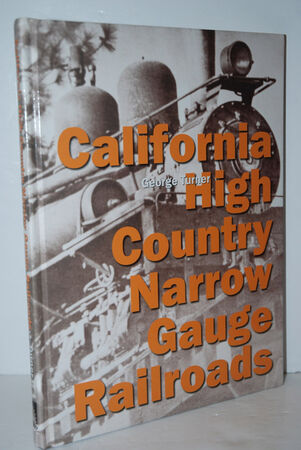 California
George Turner
High
Country
Narrow
Gauge
Railroads